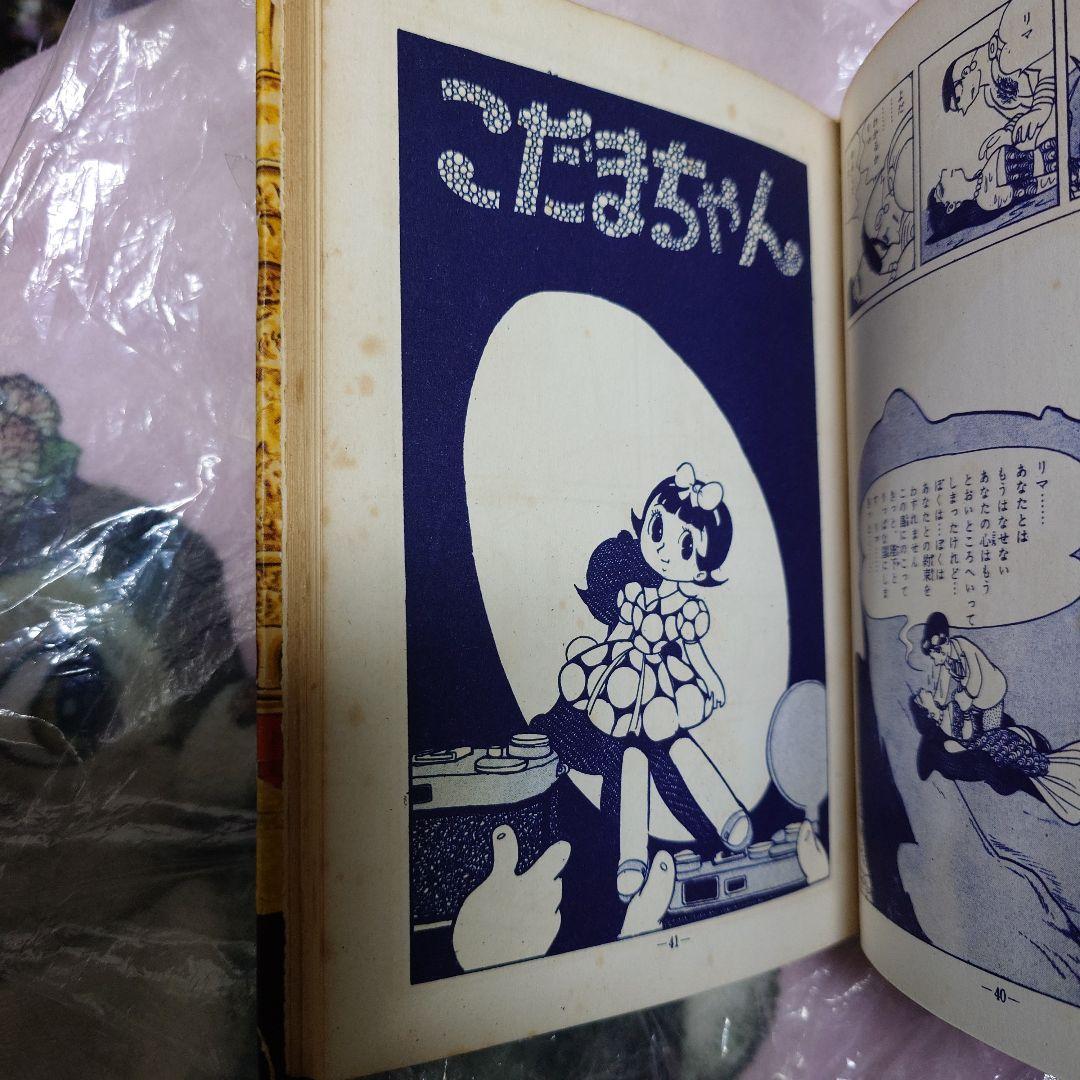 リマ
こだまちゃん
リマ……
あなたとは
もうはなせない
あなたの心はもう
とおいところへいって
しまったけれど…
ぼくは…ぼくは
あなたとの約束を
わすれません
この国にのこって
—40—
—41—